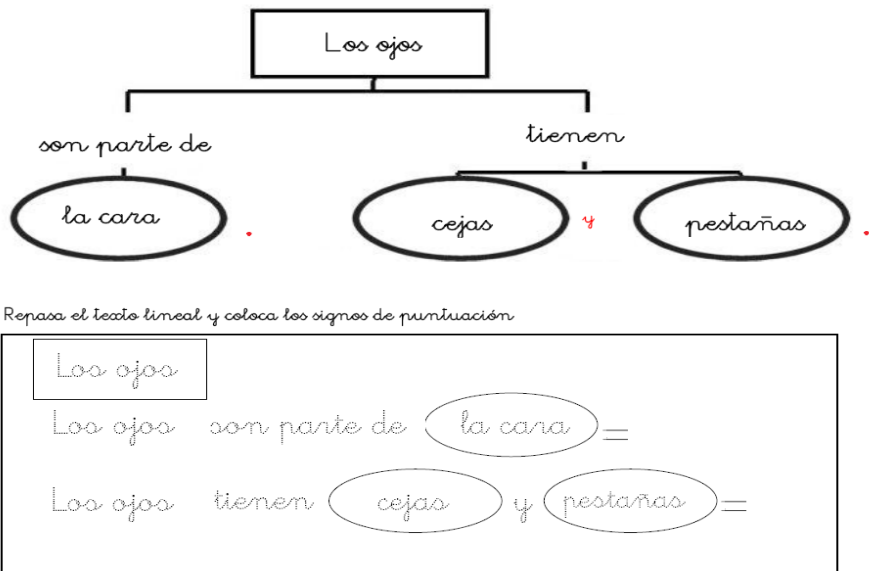 Los ojos
son parte de tienen
la cara . cejas y pestañas .
Repasa el texto lineal y coloca los signos de puntuación
Los ojos
Los ojos son parte de la cara =
Los ojos tienen cejas y pestañas =